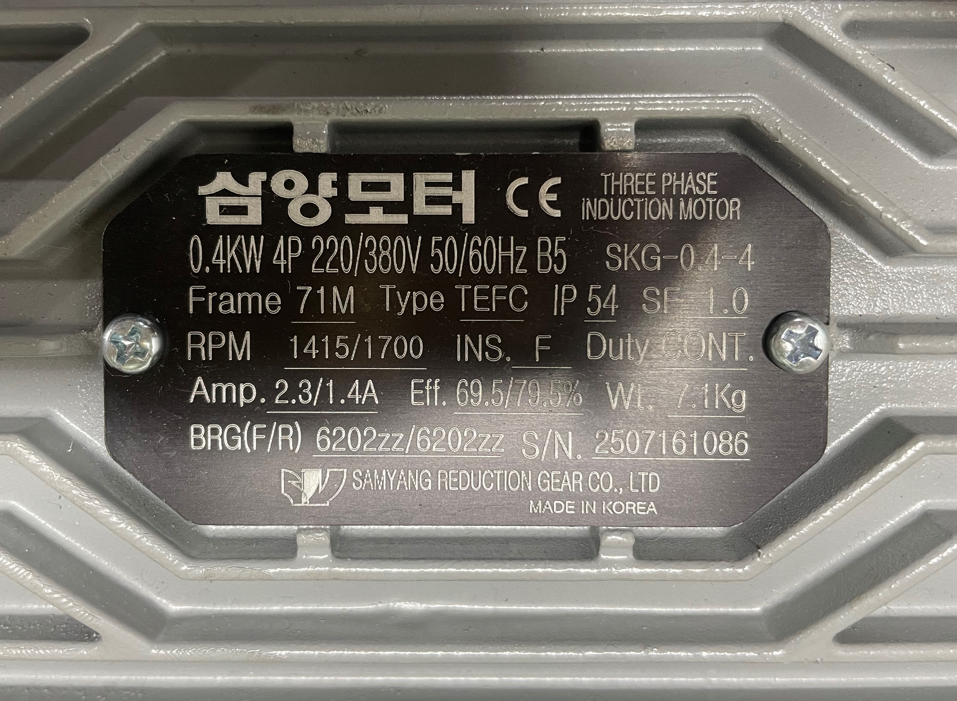 삼양모터 CE THREE PHASE INDUCTION MOTOR
0.4KW 4P 220/380V 50/60Hz B5 SKG-0.4-4
Frame 71M Type TEFC IP 54 SF 1.0
RPM 1415/1700 INS. F Duty CONT.
Amp. 2.3/1.4A Eff. 69.5/79.5% Wt. 7.1Kg
BRG(F/R) 6202zz/6202zz S/N. 2507161086
SAMYANG REDUCTION GEAR CO., LTD
MADE IN KOREA